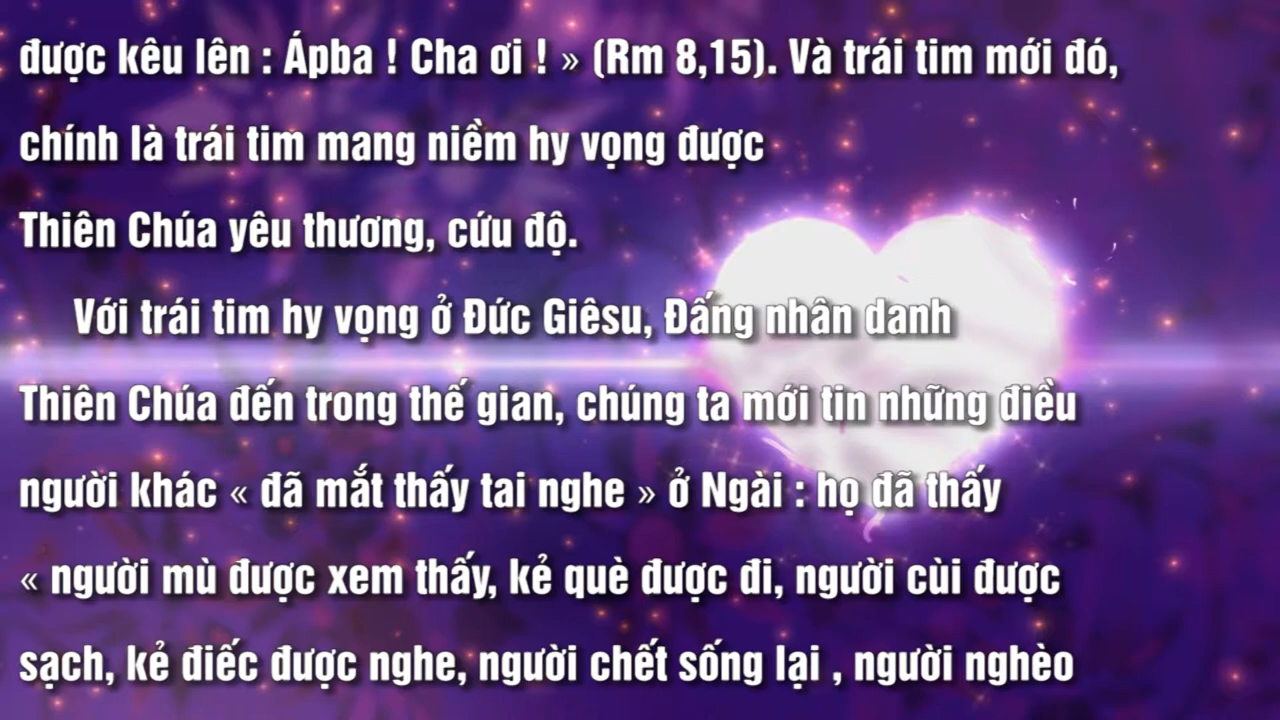 được kêu lên : Ápba ! Cha ơi ! » (Rm 8,15). Và trái tim mới đó,
chính là trái tim mang niềm hy vọng được
Thiên Chúa yêu thương, cứu độ.
Với trái tim hy vọng ở Đức Giêsu, Đấng nhân danh
Thiên Chúa đến trong thế gian, chúng ta mới tin những điều
người khác « đã mắt thấy tai nghe » ở Ngài : họ đã thấy
« người mù được xem thấy, kẻ què được đi, người cùi được
sạch, kẻ điếc được nghe, người chết sống lại , người nghèo